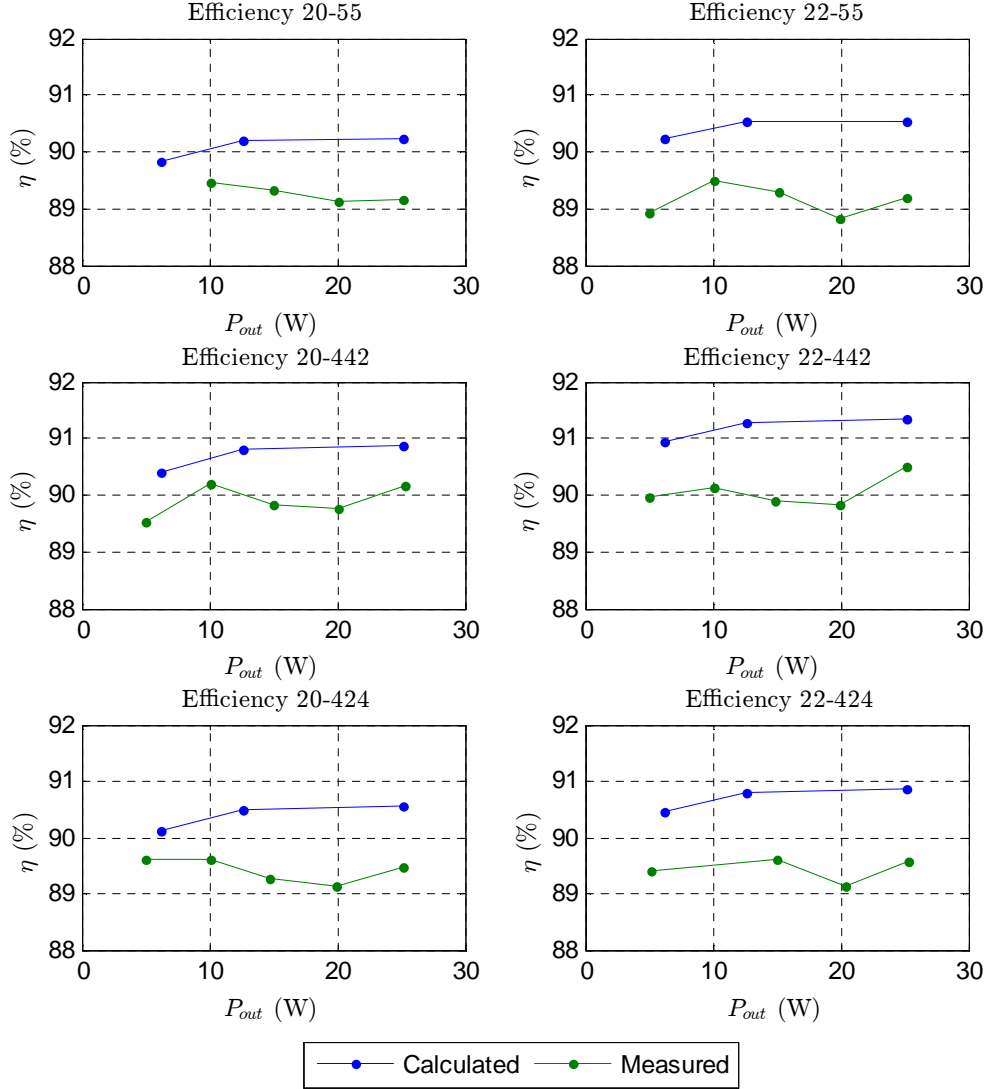 Efficiency 20-55
92
91
90
89
88
η (%)
0 10 20 30
P_out (W)
Efficiency 22-55
92
91
90
89
88
η (%)
0 10 20 30
P_out (W)
Efficiency 20-442
92
91
90
89
88
η (%)
0 10 20 30
P_out (W)
Efficiency 22-442
92
91
90
89
88
η (%)
0 10 20 30
P_out (W)
Efficiency 20-424
92
91
90
89
88
η (%)
0 10 20 30
P_out (W)
Efficiency 22-424
92
91
90
89
88
η (%)
0 10 20 30
P_out (W)
Calculated Measured